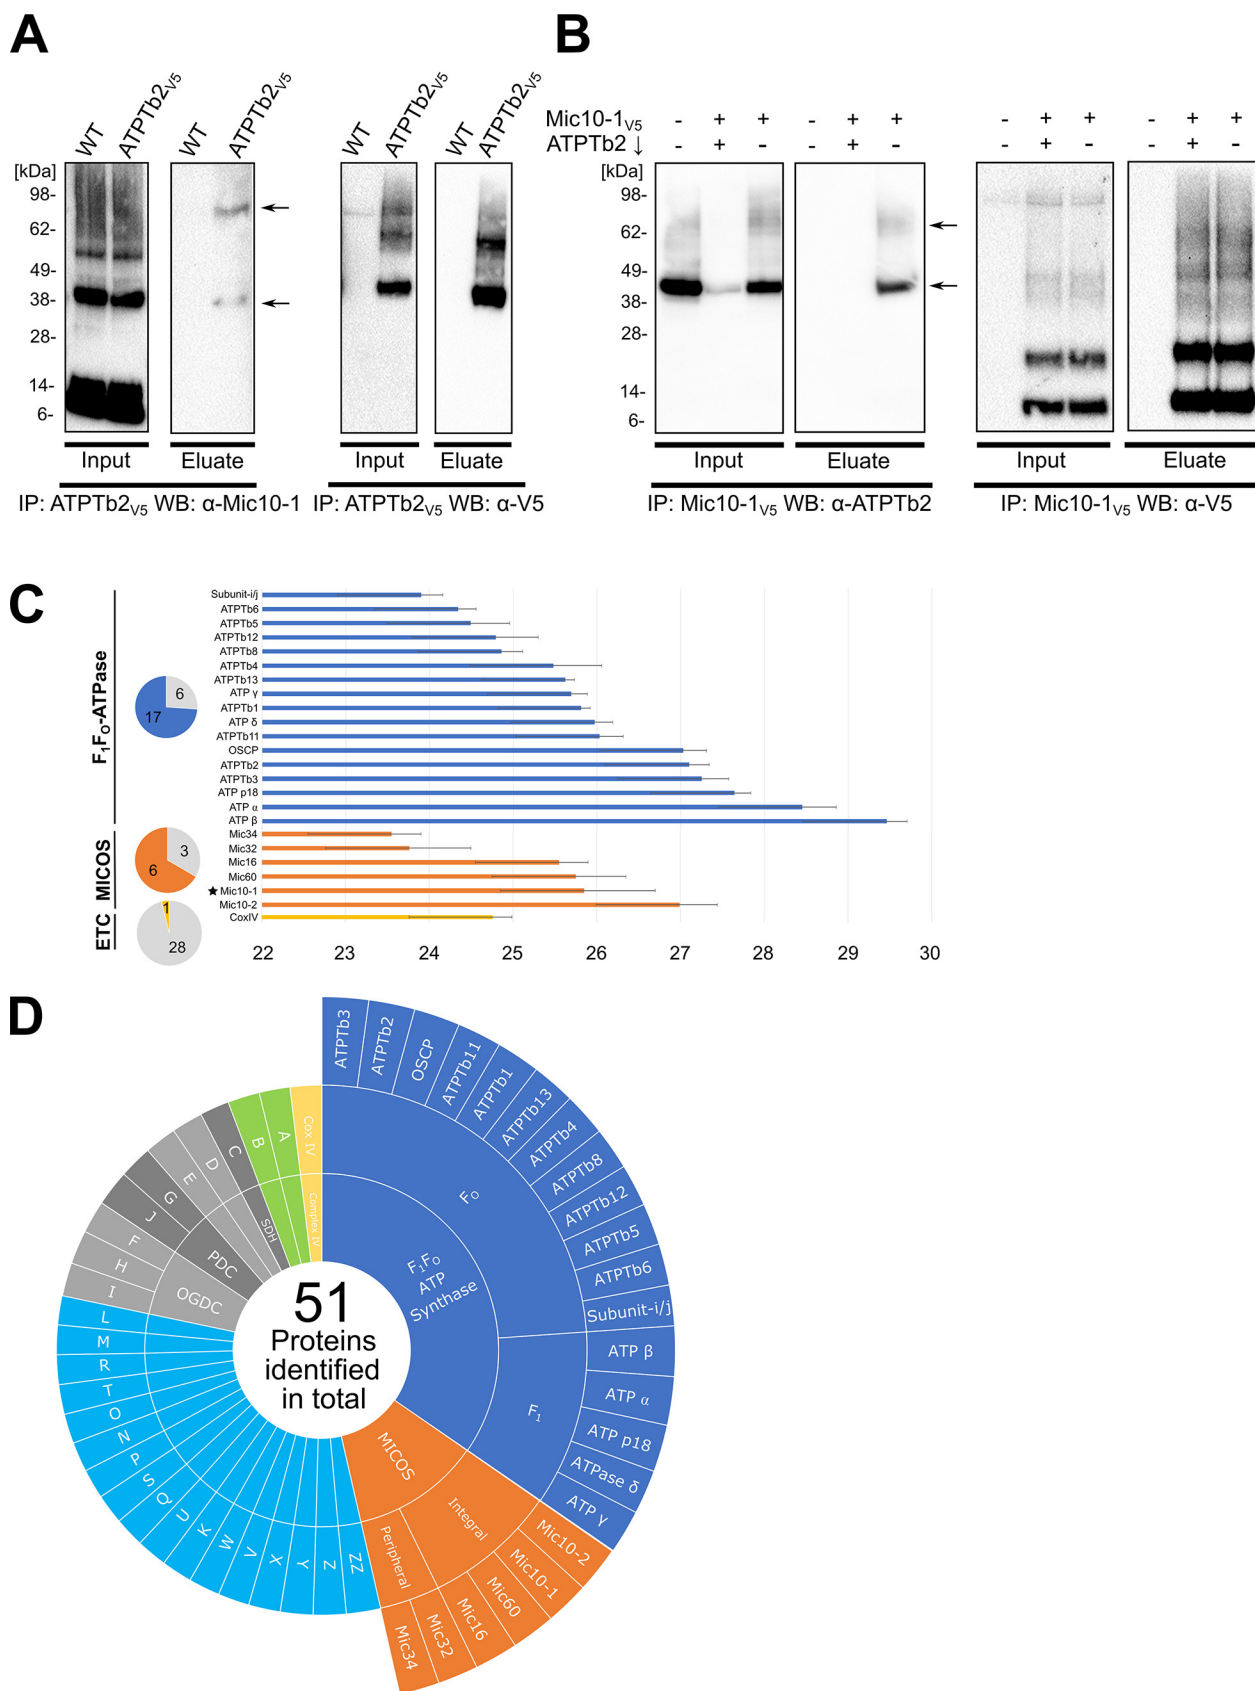 A
WT
ATPTb2V5
WT
ATPTb2V5
WT
ATPTb2V5
WT
ATPTb2V5
[kDa]
98-
62-
49-
38-
28-
14-
6-
Input
Eluate
Input
Eluate
IP: ATPTb2V5 WB: α-Mic10-1
IP: ATPTb2V5 WB: α-V5
B
Mic10-1V5 - + + - + + - + + - + +
ATPTb2 ↓ - + - - + - - + - - + -
[kDa]
98-
62-
49-
38-
28-
14-
6-
Input
Eluate
Input
Eluate
IP: Mic10-1V5 WB: α-ATPTb2
IP: Mic10-1V5 WB: α-V5
C
F1FO-ATPase
6
17
Subunit-i/j
ATPTb6
ATPTb5
ATPTb12
ATPTb8
ATPTb4
ATPTb13
ATP γ
ATPTb1
ATP δ
ATPTb11
OSCP
ATPTb2
ATPTb3
ATP p18
ATP α
ATP β
MICOS
3
6
Mic34
Mic32
Mic16
Mic60
★ Mic10-1
Mic10-2
ETC
1
28
CoxIV
22 23 24 25 26 27 28 29 30
D
51
Proteins
identified
in total
F1FO
ATP
Synthase
FO
ATPTb3
ATPTb2
OSCP
ATPTb11
ATPTb1
ATPTb13
ATPTb4
ATPTb8
ATPTb12
ATPTb5
ATPTb6
Subunit-i/j
F1
ATP β
ATP α
ATP p18
ATPase δ
ATP γ
MICOS
Integral
Mic10-2
Mic10-1
Mic60
Mic16
Peripheral
Mic32
Mic34
ZZ
Z
Y
X
V
W
K
U
Q
S
P
N
O
T
R
M
L
OGDC
I
H
F
PDC
J
G
E
D
SDH
C
B
A
Complex IV
Cox IV